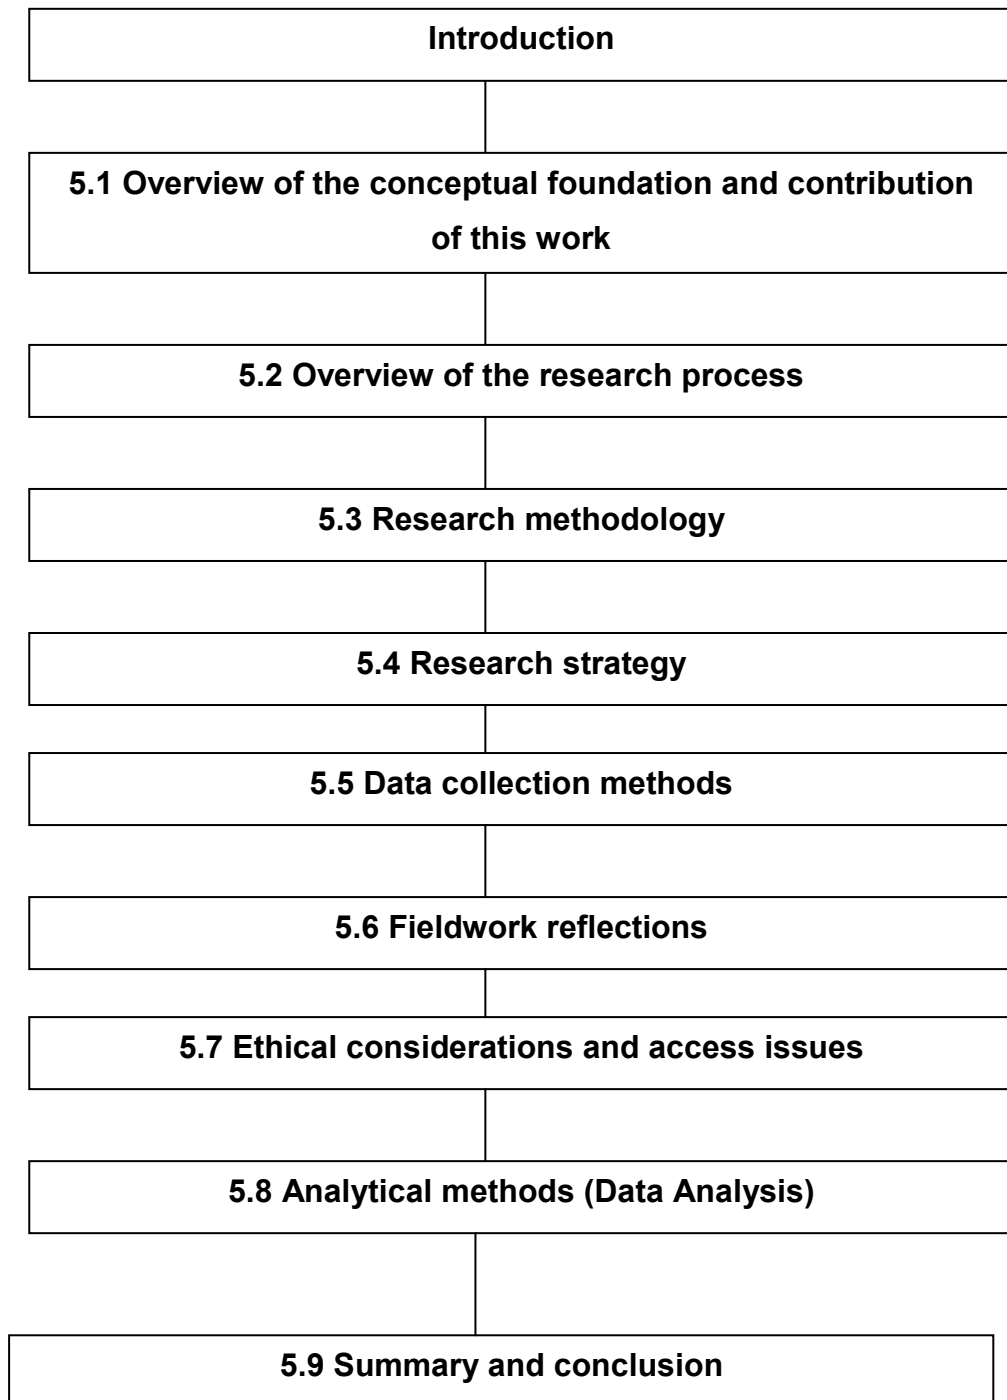 Introduction
5.1 Overview of the conceptual foundation and contribution
of this work
5.2 Overview of the research process
5.3 Research methodology
5.4 Research strategy
5.5 Data collection methods
5.6 Fieldwork reflections
5.7 Ethical considerations and access issues
5.8 Analytical methods (Data Analysis)
5.9 Summary and conclusion